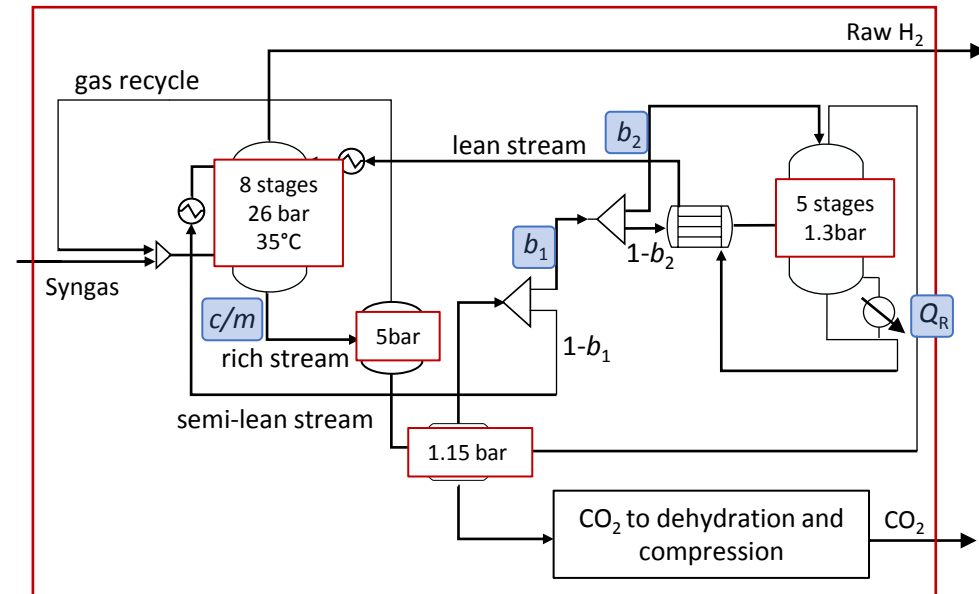 Raw H₂
gas recycle
b₂
lean stream
8 stages
26 bar
35°C
5 stages
1.3bar
b₁
1-b₂
Syngas
c/m
Q_R
5bar
rich stream
1-b₁
semi-lean stream
1.15 bar
CO₂ to dehydration and
compression
CO₂